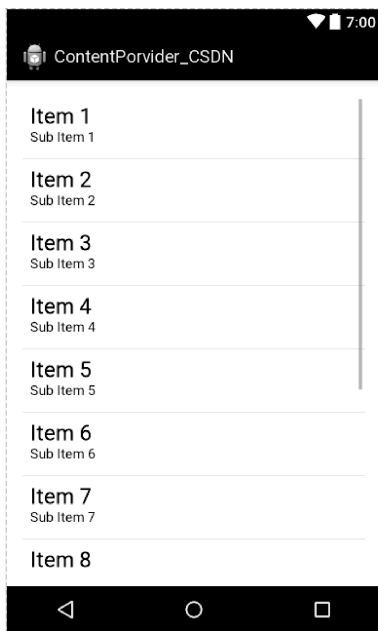 7:00
ContentPorvider_CSDN
Item 1
Sub Item 1
Item 2
Sub Item 2
Item 3
Sub Item 3
Item 4
Sub Item 4
Item 5
Sub Item 5
Item 6
Sub Item 6
Item 7
Sub Item 7
Item 8